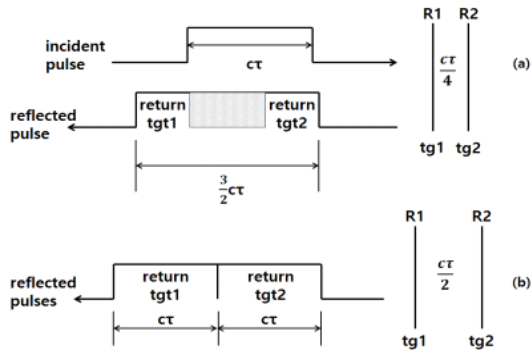 incident
pulse
cτ
R1 R2
cτ/4
(a)
tg1 tg2
reflected
pulse
return
tgt1
return
tgt2
3/2 cτ
R1 R2
cτ/2
(b)
tg1 tg2
reflected
pulses
return
tgt1
return
tgt2
cτ cτ